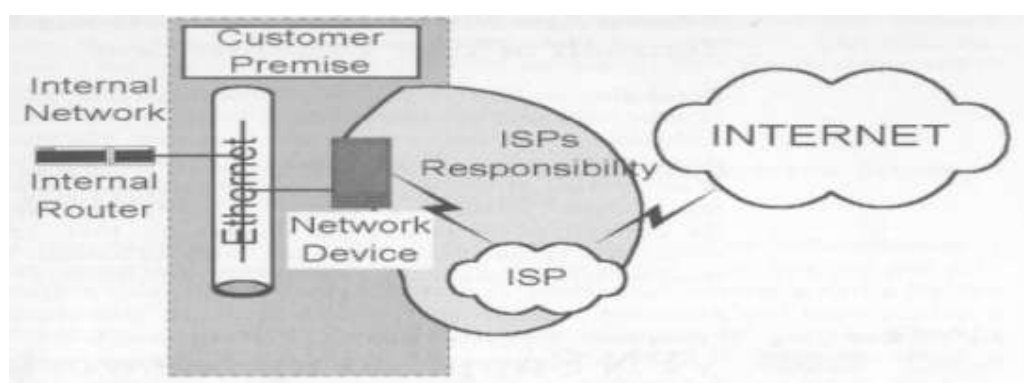 Customer
Premise
Internal
Network
Internal
Router
Ethernet
Network
Device
ISPs
Responsibility
ISP
INTERNET